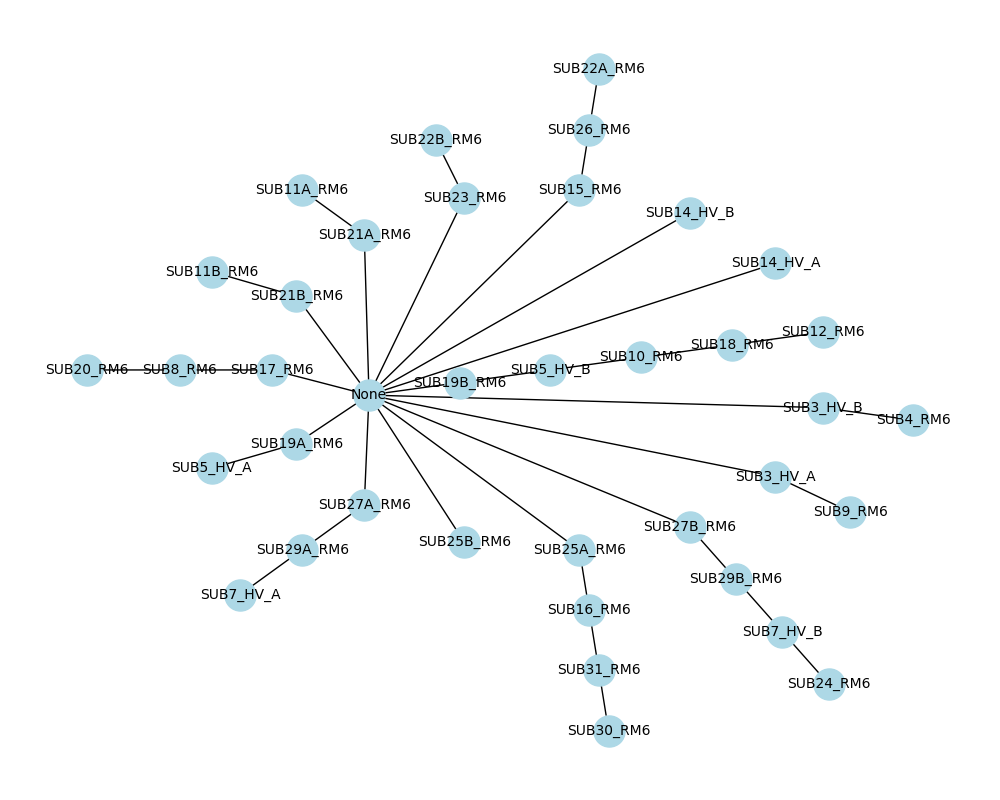 SUB22A_RM6
SUB26_RM6
SUB22B_RM6
SUB11A_RM6
SUB15_RM6
SUB23_RM6
SUB14_HV_B
SUB21A_RM6
SUB14_HV_A
SUB11B_RM6
SUB21B_RM6
SUB12_RM6
SUB18_RM6
SUB10_RM6
SUB20_RM6
SUB8_RM6
SUB17_RM6
SUB5_HV_B
SUB19B_RM6
None
SUB3_HV_B
SUB4_RM6
SUB19A_RM6
SUB5_HV_A
SUB3_HV_A
SUB27A_RM6
SUB9_RM6
SUB27B_RM6
SUB25B_RM6
SUB29A_RM6
SUB25A_RM6
SUB29B_RM6
SUB7_HV_A
SUB16_RM6
SUB7_HV_B
SUB31_RM6
SUB24_RM6
SUB30_RM6